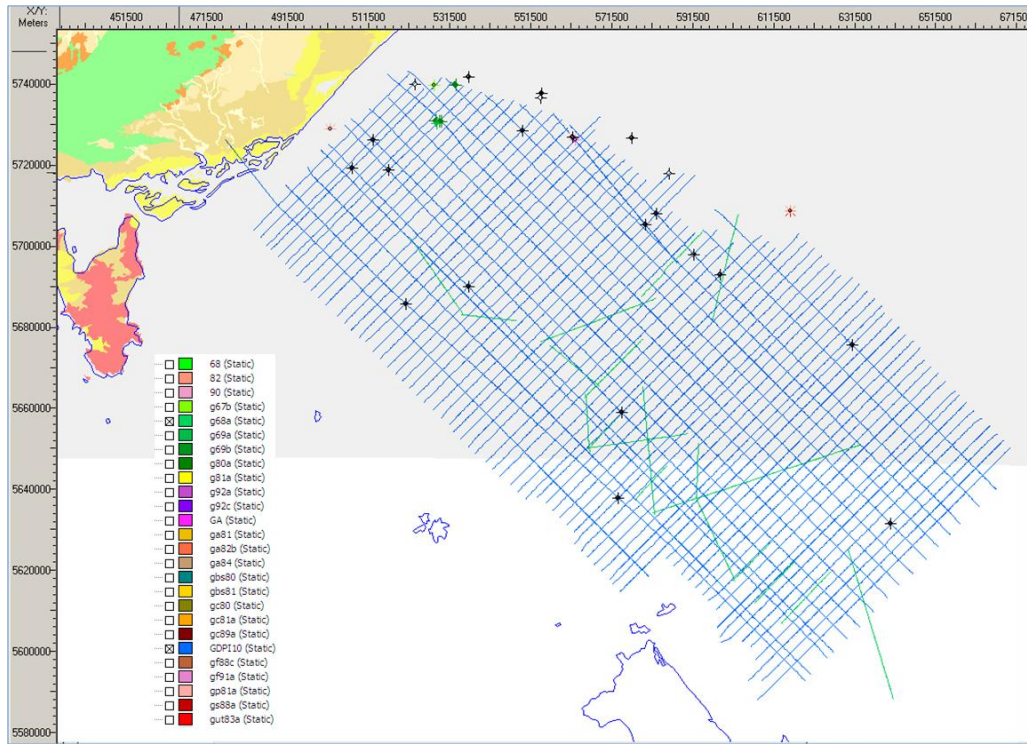 X/Y:
Meters
451500 471500 491500 511500 531500 551500 571500 591500 611500 631500 651500 6715
5740000
5720000
5700000
5680000
5660000
5640000
5620000
5600000
5580000
68 (Static)
82 (Static)
90 (Static)
g67b (Static)
g68a (Static)
g69a (Static)
g69b (Static)
g80a (Static)
g81a (Static)
g92a (Static)
g92c (Static)
GA (Static)
ga81 (Static)
ga82b (Static)
ga84 (Static)
gbs80 (Static)
gbs81 (Static)
gc80 (Static)
gc81a (Static)
gc89a (Static)
GDPI10 (Static)
gf88c (Static)
gf91a (Static)
gp81a (Static)
gs88a (Static)
gut83a (Static)